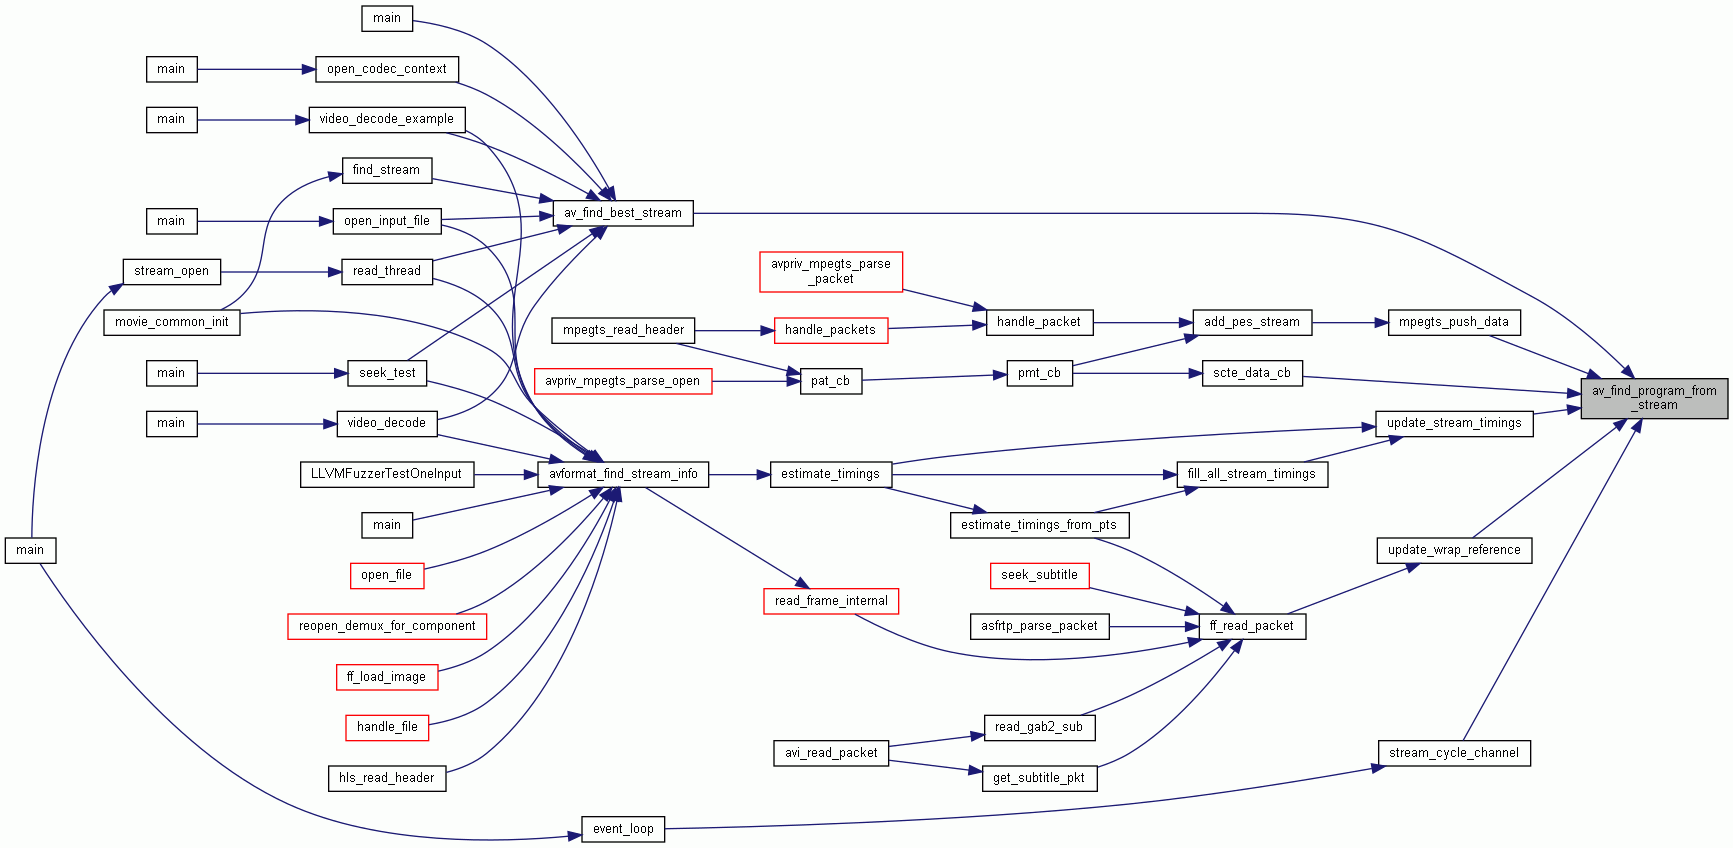 main
main
open_codec_context
main
video_decode_example
find_stream
main
open_input_file
av_find_best_stream
stream_open
read_thread
avpriv_mpegts_parse
_packet
movie_common_init
mpegts_read_header
handle_packets
handle_packet
add_pes_stream
mpegts_push_data
main
seek_test
avpriv_mpegts_parse_open
pat_cb
pmt_cb
scte_data_cb
av_find_program_from
_stream
main
video_decode
update_stream_timings
LLVMFuzzerTestOneInput
avformat_find_stream_info
estimate_timings
fill_all_stream_timings
main
estimate_timings_from_pts
main
update_wrap_reference
open_file
seek_subtitle
read_frame_internal
reopen_demux_for_component
asfrtp_parse_packet
ff_read_packet
ff_load_image
handle_file
read_gab2_sub
avi_read_packet
stream_cycle_channel
hls_read_header
get_subtitle_pkt
event_loop